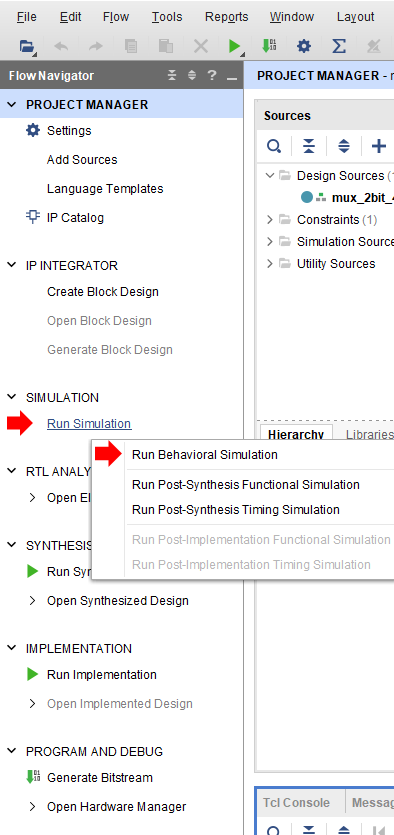 File Edit Flow Tools Reports Window Layout
Flow Navigator
PROJECT MANAGER
Settings
Add Sources
Language Templates
IP Catalog
IP INTEGRATOR
Create Block Design
Open Block Design
Generate Block Design
SIMULATION
Run Simulation
Run Behavioral Simulation
Run Post-Synthesis Functional Simulation
Run Post-Synthesis Timing Simulation
Run Post-Implementation Functional Simulation
Run Post-Implementation Timing Simulation
RTL ANALY
Open El
SYNTHESIS
Run Syn
Open Synthesized Design
IMPLEMENTATION
Run Implementation
Open Implemented Design
PROGRAM AND DEBUG
Generate Bitstream
Open Hardware Manager
PROJECT MANAGER -
Sources
Design Sources (
mux_2bit_
Constraints (1)
Simulation Source
Utility Sources
Hierarchy Libraries
Tcl Console Messag